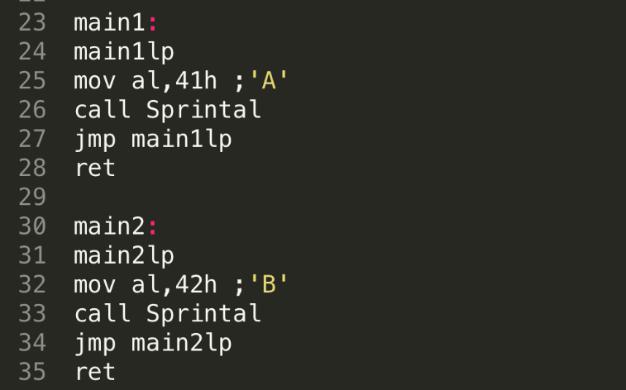 23 main1:
24 main1lp
25 mov al,41h ;'A'
26 call Sprintal
27 jmp main1lp
28 ret
29
30 main2:
31 main2lp
32 mov al,42h ;'B'
33 call Sprintal
34 jmp main2lp
35 ret